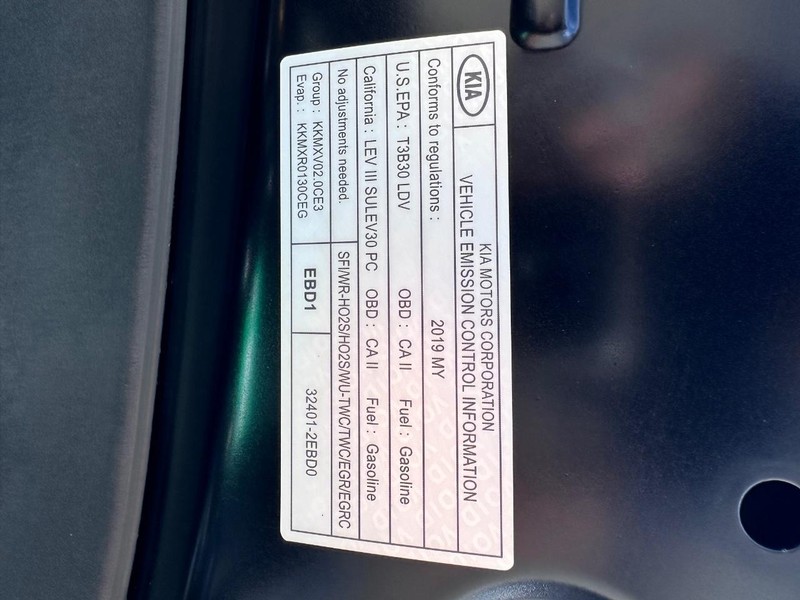 KIA
KIA MOTORS CORPORATION
VEHICLE EMISSION CONTROL INFORMATION
Conforms to regulations : 2019 MY
U.S.EPA : T3B30 LDV OBD : CA II Fuel : Gasoline
California : LEV III SULEV30 PC OBD : CA II Fuel : Gasoline
No adjustments needed. SFI/WR-HO2S/HO2S/WU-TWC/TWC/EGR/EGRC
Group : KKMXV02.0CE3
Evap. : KKMXR0130CEG
EBD1
32401-2EBD0